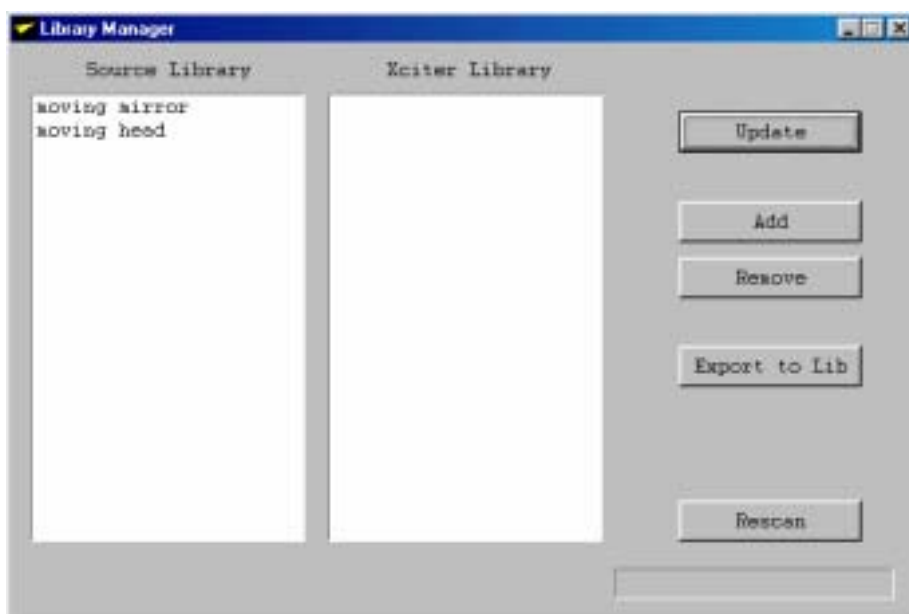 Library Manager
Source Library
Xciter Library
moving mirror
moving head
Update
Add
Remove
Export to Lib
Rescan